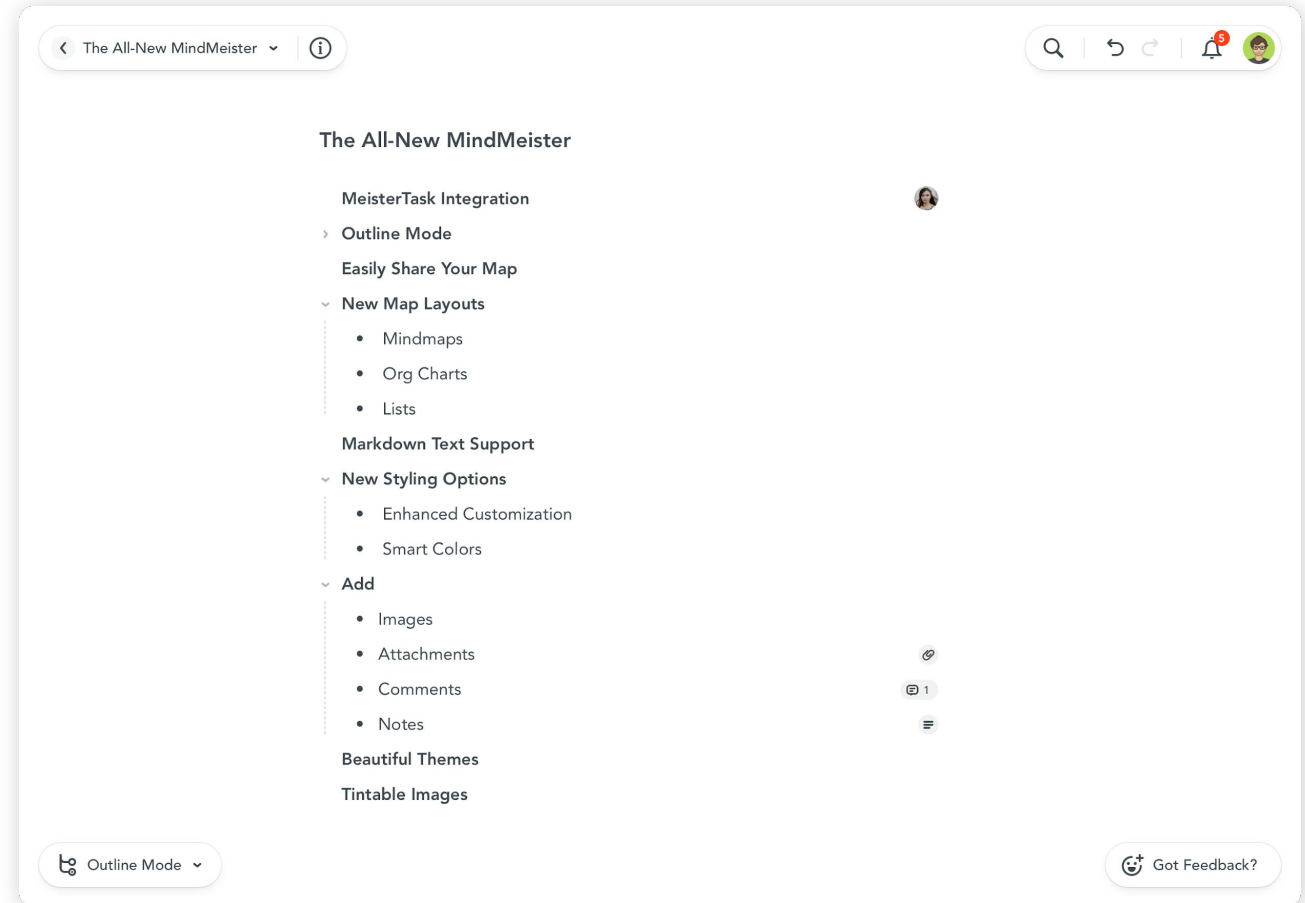 The All-New MindMeister
5
The All-New MindMeister
MeisterTask Integration
Outline Mode
Easily Share Your Map
New Map Layouts
• Mindmaps
• Org Charts
• Lists
Markdown Text Support
New Styling Options
• Enhanced Customization
• Smart Colors
Add
• Images
• Attachments
• Comments 1
• Notes
Beautiful Themes
Tintable Images
Outline Mode
Got Feedback?